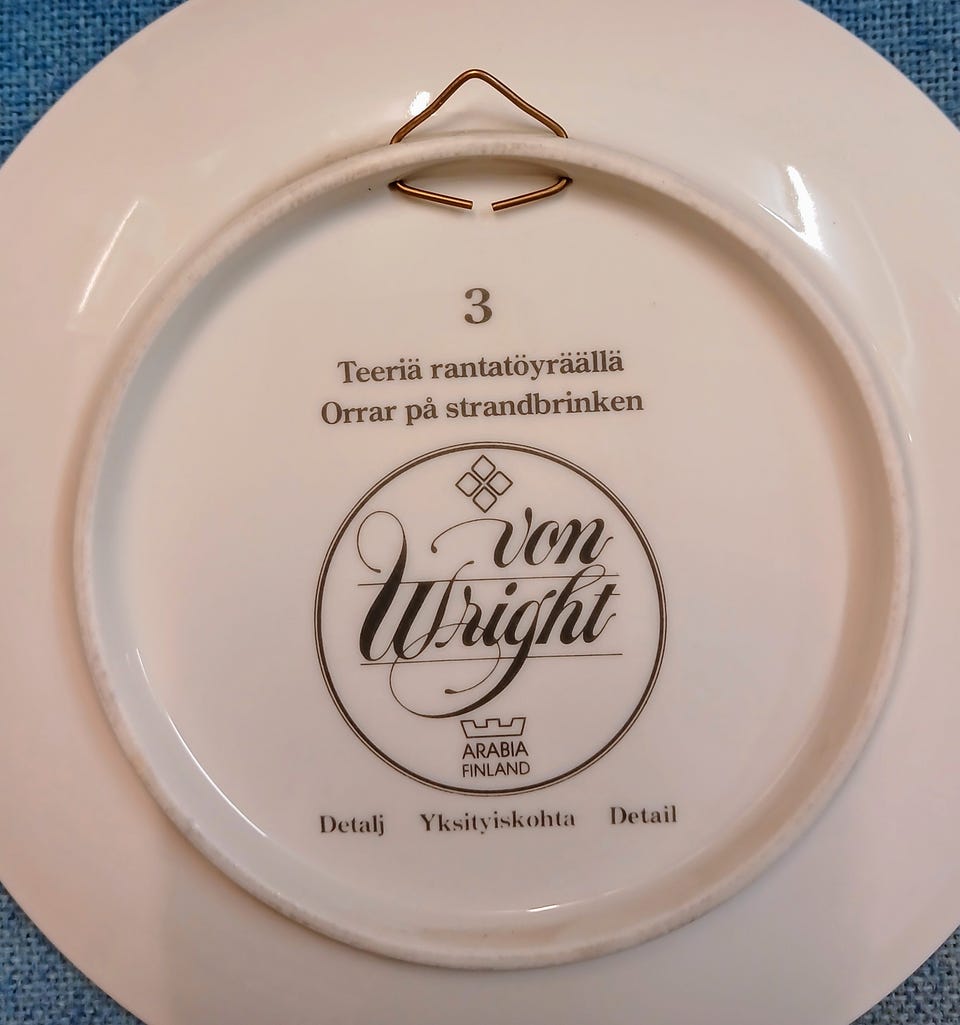 3
Teeriä rantatöyräällä
Orrar på strandbrinken
von
Wright
ARABIA
FINLAND
Detalj Yksityiskohta Detail